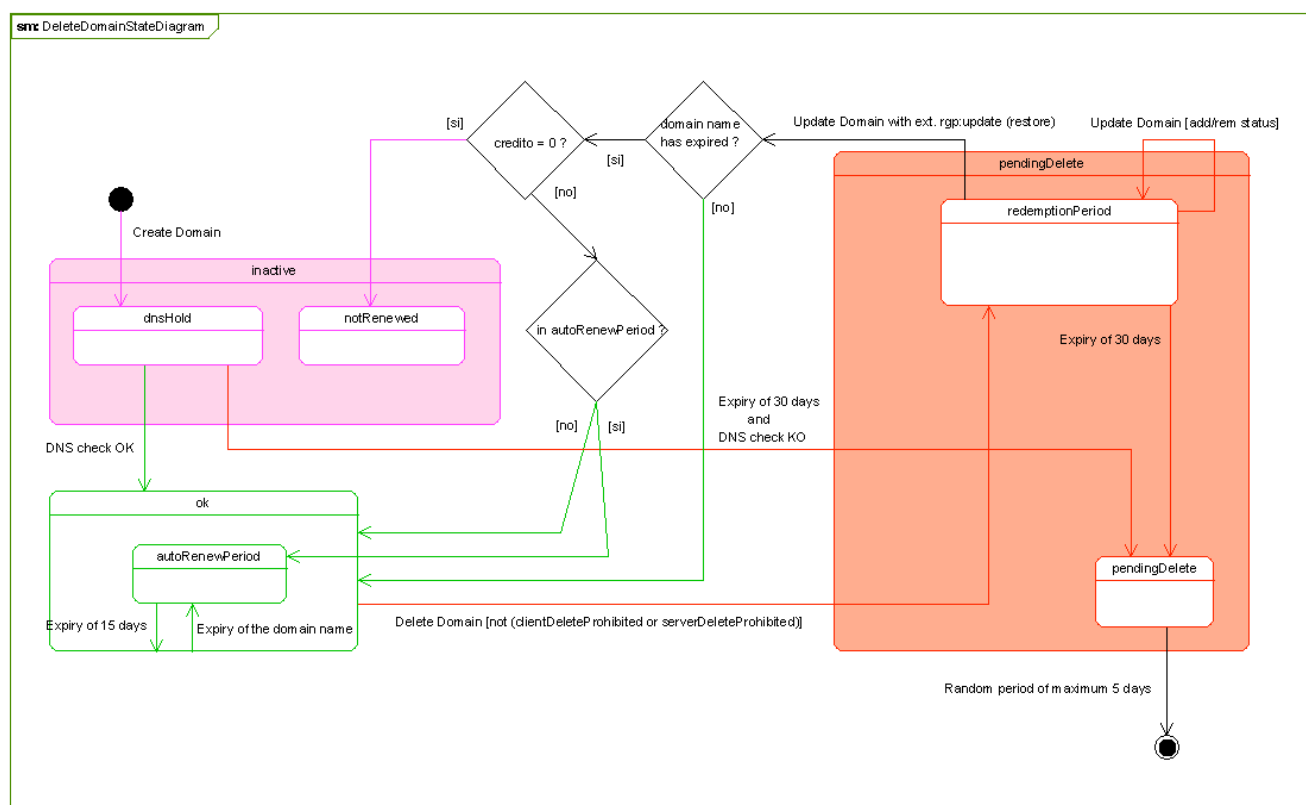 sm: DeleteDomainStateDiagram
domain name
has expired ?
Update Domain with ext. rgp:update (restore)
Update Domain [add/rem status]
[si]
credito = 0 ?
[si]
pendingDelete
[no]
[no]
redemptionPeriod
Create Domain
inactive
dnsHold
notRenewed
in autoRenewPeriod ?
Expiry of 30 days
Expiry of 30 days
and
DNS check KO
[no]
[si]
DNS check OK
ok
autoRenewPeriod
pendingDelete
Expiry of 15 days
Expiry of the domain name
Delete Domain [not (clientDeleteProhibited or serverDeleteProhibited)]
Random period of maximum 5 days